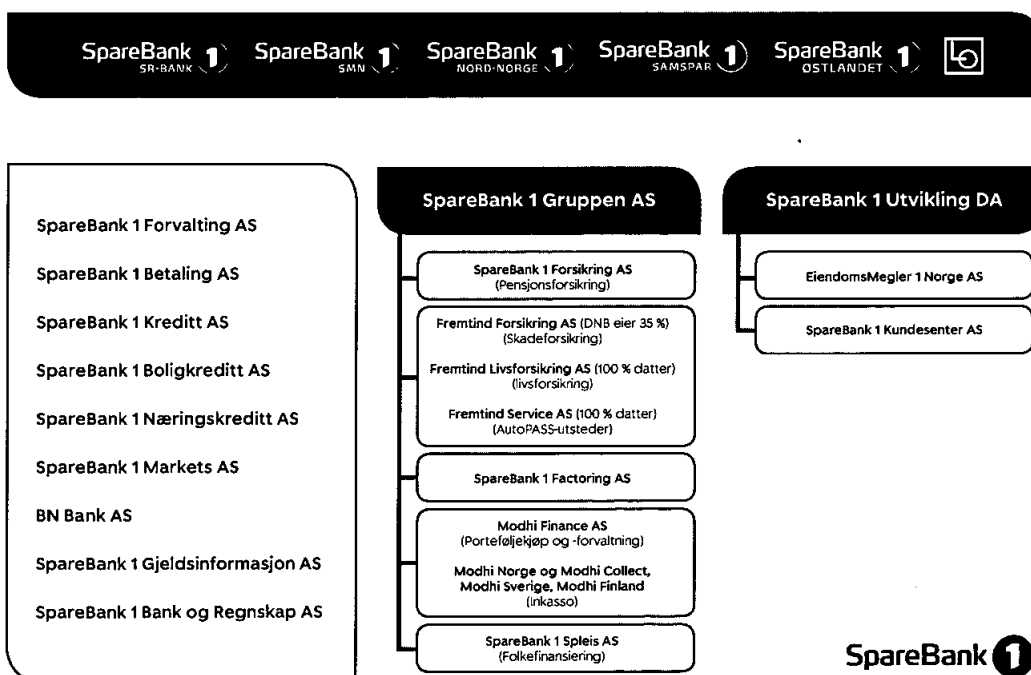 SpareBank 1 SR-BANK
SpareBank 1 SMN
SpareBank 1 NORD-NORGE
SpareBank 1 SAMSPAR
SpareBank 1 ØSTLANDET
LO
SpareBank 1 Forvalting AS
SpareBank 1 Betaling AS
SpareBank 1 Kreditt AS
SpareBank 1 Boligkreditt AS
SpareBank 1 Næringskreditt AS
SpareBank 1 Markets AS
BN Bank AS
SpareBank 1 Gjeldsinformasjon AS
SpareBank 1 Bank og Regnskap AS
SpareBank 1 Gruppen AS
SpareBank 1 Forsikring AS
(Pensjonsforsikring)
Fremtind Forsikring AS (DNB eier 35 %)
(Skadeforsikring)
Fremtind Livsforsikring AS (100 % datter)
(livsforsikring)
Fremtind Service AS (100 % datter)
(AutoPASS-utsteder)
SpareBank 1 Factoring AS
Modhi Finance AS
(Porteføljekjøp og -forvaltning)
Modhi Norge og Modhi Collect,
Modhi Sverige, Modhi Finland
(Inkasso)
SpareBank 1 Spleis AS
(Folkefinansiering)
SpareBank 1 Utvikling DA
EiendomsMegler 1 Norge AS
SpareBank 1 Kundesenter AS
SpareBank 1